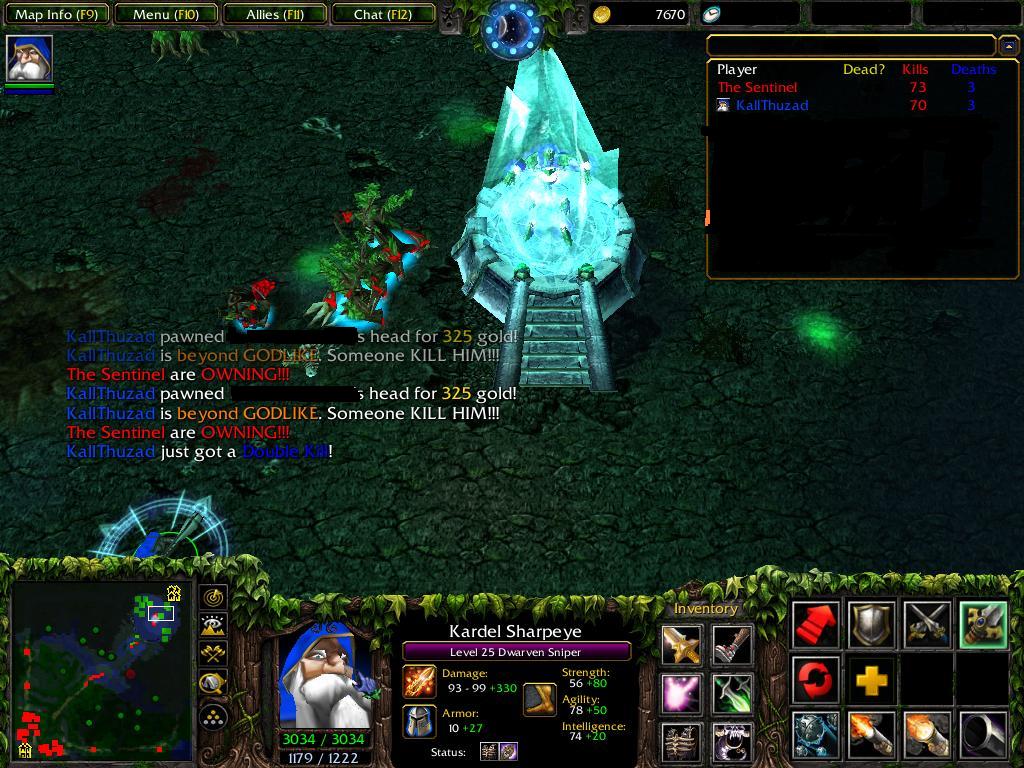 Map Info (F9) Menu (F10) Allies (F11) Chat (F12) 7670
Player Dead? Kills Deaths
The Sentinel 73 3
KallThuzad 70 3
KallThuzad pawned s head for 325 gold!
KallThuzad is beyond GODLIKE. Someone KILL HIM!!!
The Sentinel are OWNING!!!
KallThuzad pawned s head for 325 gold!
KallThuzad is beyond GODLIKE. Someone KILL HIM!!!
The Sentinel are OWNING!!!
KallThuzad just got a Double Kill!
Kardel Sharpeye
Level 25 Dwarven Sniper
Damage:
93 - 99 +330
Armor:
10 +27
Strength:
56 +80
Agility:
78 +50
Intelligence:
74 +20
Status:
3034 / 3034
1179 / 1222
Inventory